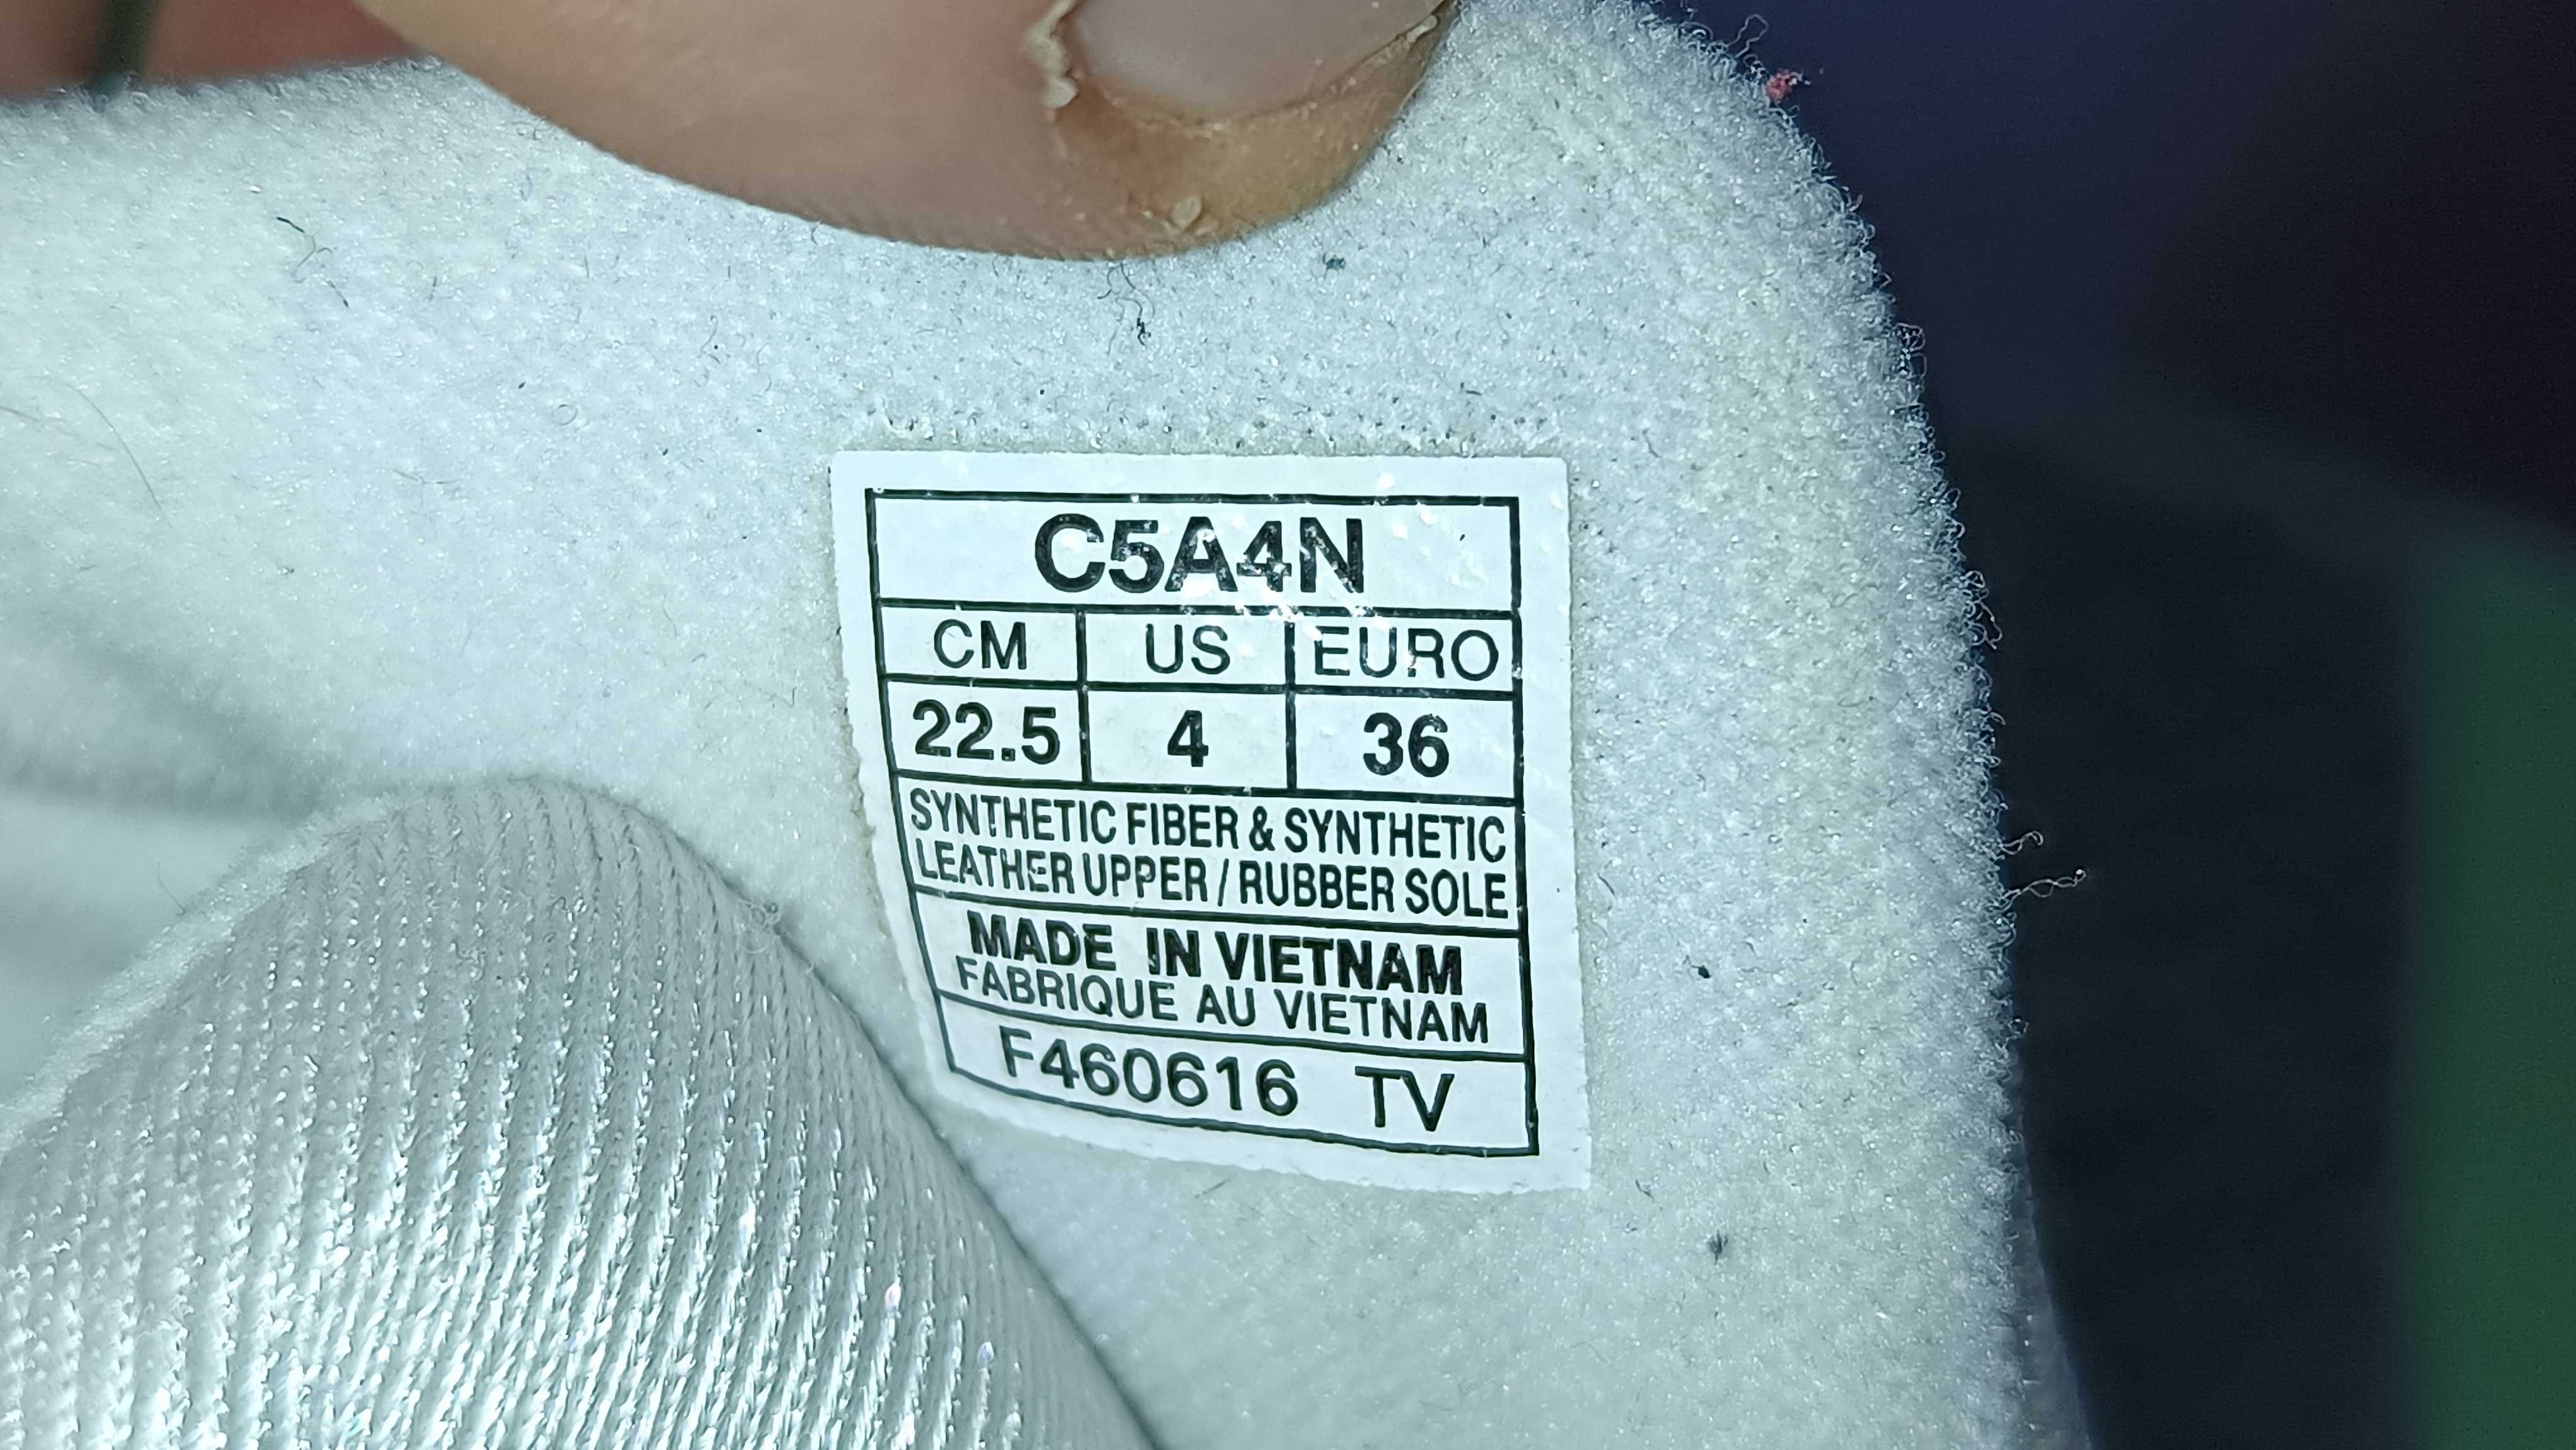 C5A4N
CM US EURO
22.5 4 36
SYNTHETIC FIBER & SYNTHETIC
LEATHER UPPER / RUBBER SOLE
MADE IN VIETNAM
FABRIQUE AU VIETNAM
F460616 TV